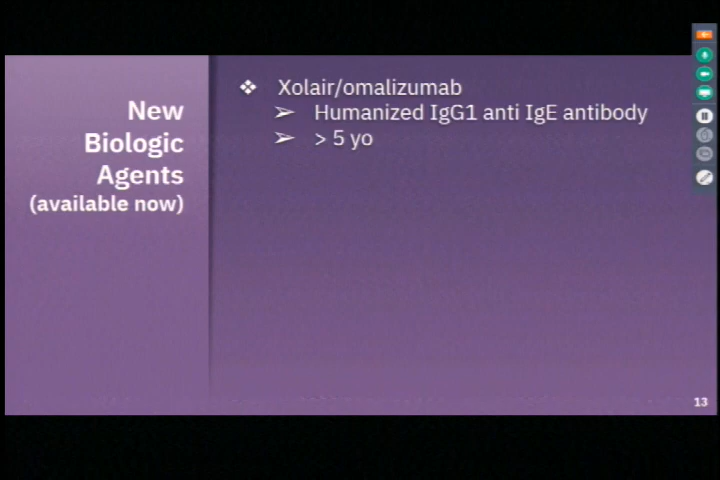 New
Biologic
Agents
(available now)
❖ Xolair/omalizumab
➢ Humanized IgG1 anti IgE antibody
➢ > 5 yo
13